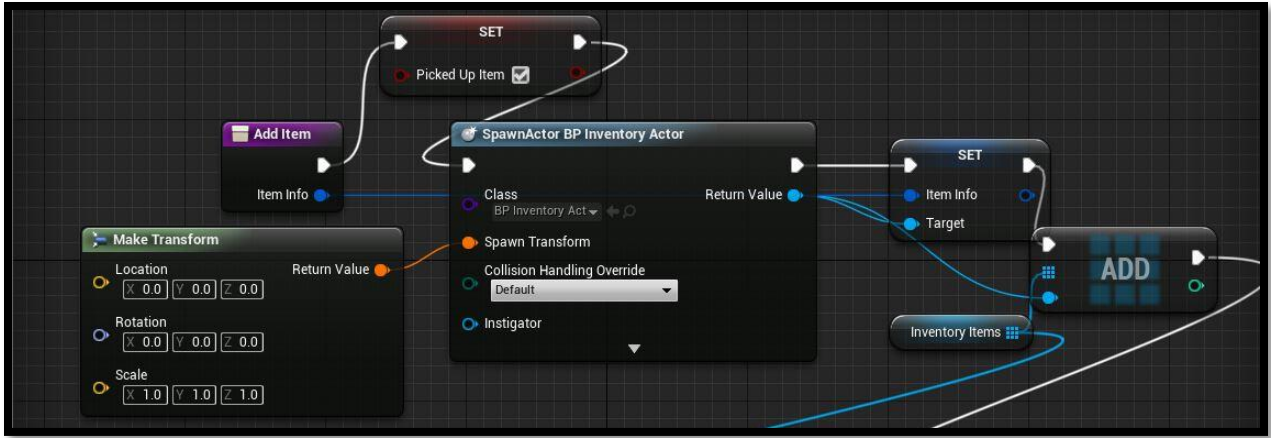 SET
Picked Up Item
Add Item
Item Info
SpawnActor BP Inventory Actor
Class
BP Inventory Act
Return Value
Spawn Transform
Collision Handling Override
Default
Instigator
SET
Item Info
Target
ADD
Inventory Items
Make Transform
Location
Return Value
X 0.0 Y 0.0 Z 0.0
Rotation
X 0.0 Y 0.0 Z 0.0
Scale
X 1.0 Y 1.0 Z 1.0